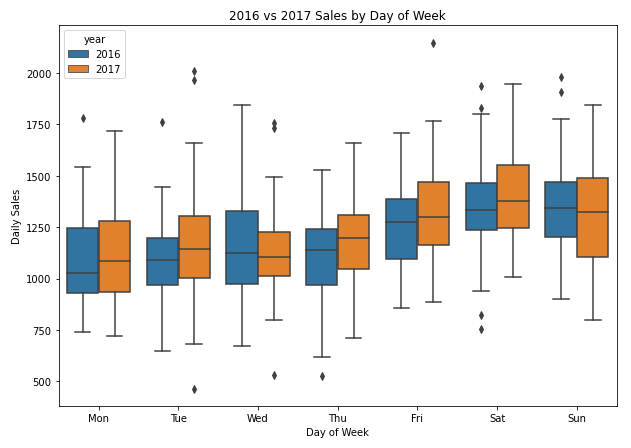 2016 vs 2017 Sales by Day of Week
year
2016
2017
2000
1750
1500
1250
1000
750
500
Daily Sales
Mon Tue Wed Thu Fri Sat Sun
Day of Week